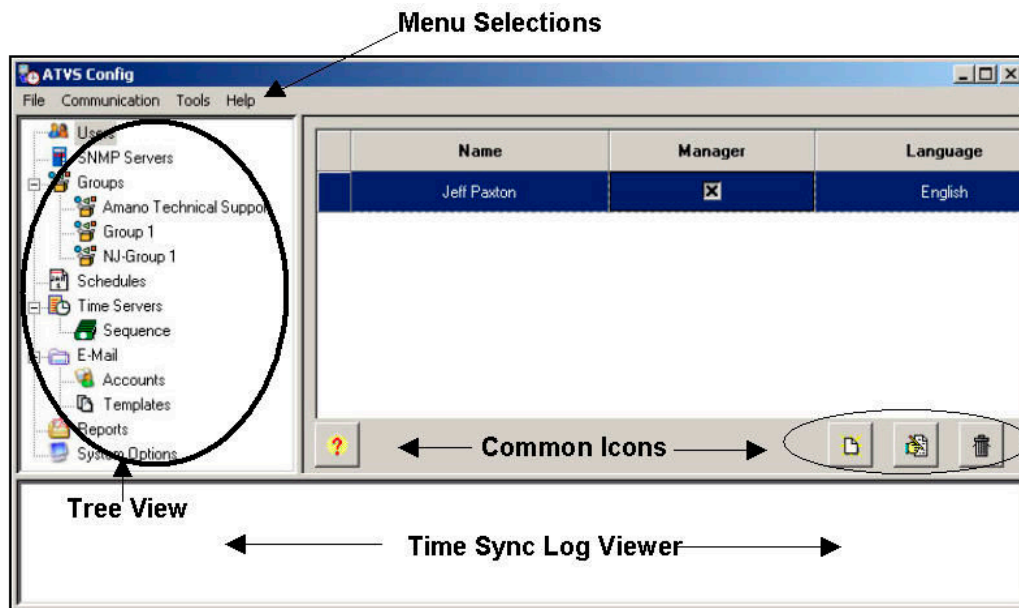 Menu Selections
ATVS Config
File Communication Tools Help
Users
SNMP Servers
Groups
Amano Technical Suppor
Group 1
NJ-Group 1
Schedules
Time Servers
Sequence
E-Mail
Accounts
Templates
Reports
System Options
Name Manager Language
Jeff Paxton English
?
Common Icons
Tree View
Time Sync Log Viewer